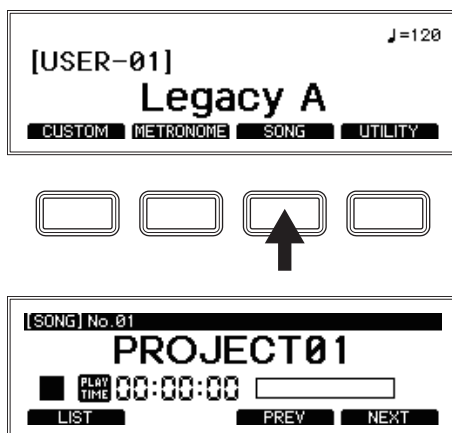 ♩=120
[USER-01]
Legacy A
CUSTOM METRONOME SONG UTILITY
[SONG] No.01
PROJECT01
PLAY TIME 00:00:00
LIST PREV NEXT